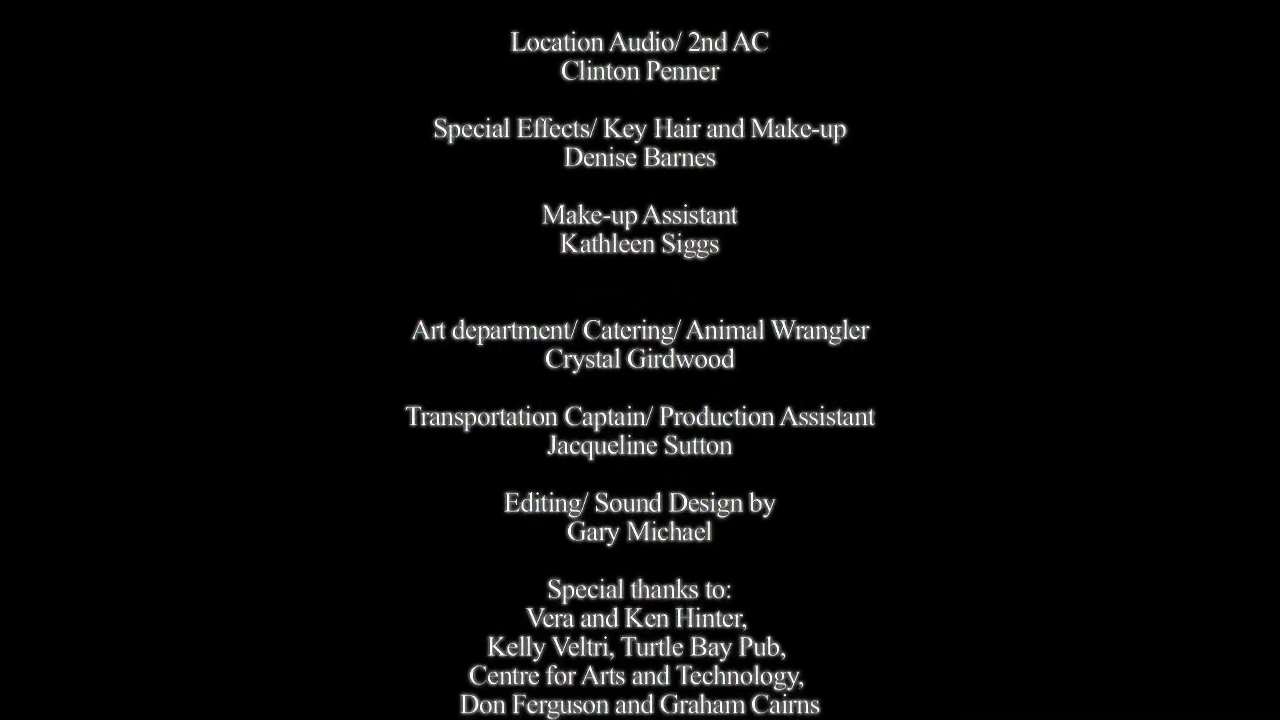 Location Audio/ 2nd AC
Clinton Penner
Special Effects/ Key Hair and Make-up
Denise Barnes
Make-up Assistant
Kathleen Siggs
Art department/ Catering/ Animal Wrangler
Crystal Girdwood
Transportation Captain/ Production Assistant
Jacqueline Sutton
Editing/ Sound Design by
Gary Michael
Special thanks to:
Vera and Ken Hinter,
Kelly Veltri, Turtle Bay Pub,
Centre for Arts and Technology,
Don Ferguson and Graham Cairns